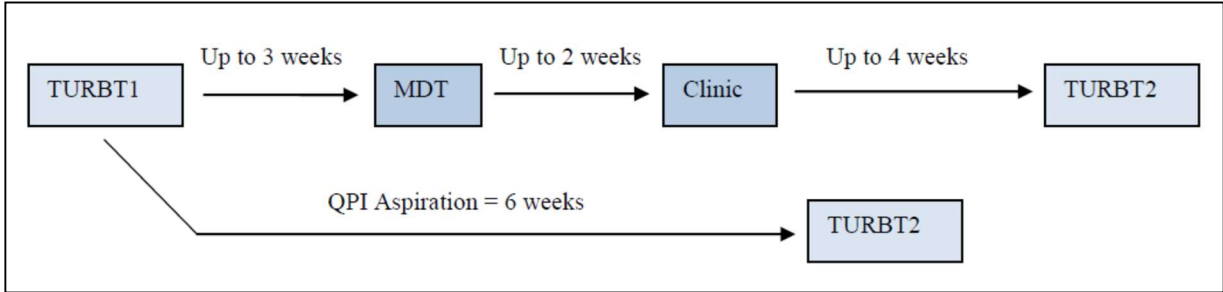 Up to 3 weeks
Up to 2 weeks
Up to 4 weeks
TURBT1
MDT
Clinic
TURBT2
QPI Aspiration = 6 weeks
TURBT2